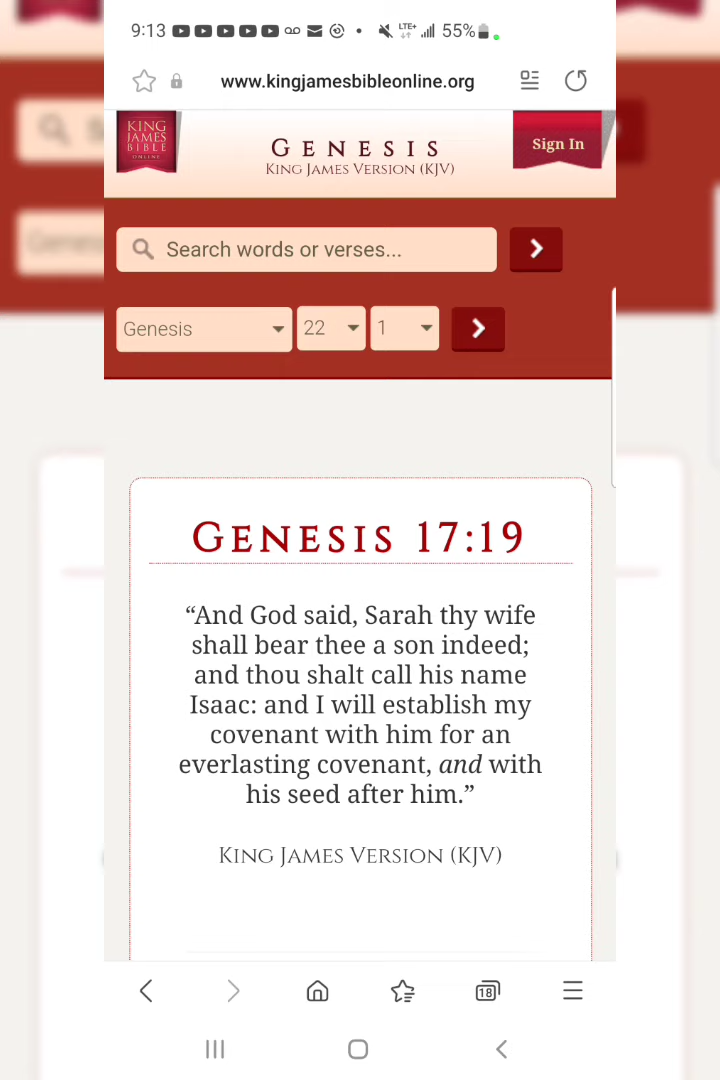 9:13
LTE+
55%
www.kingjamesbibleonline.org
KING
JAMES
BIBLE
ONLINE
GENESIS
KING JAMES VERSION (KJV)
Sign In
Search words or verses...
Genesis
22
1
GENESIS 17:19
“And God said, Sarah thy wife
shall bear thee a son indeed;
and thou shalt call his name
Isaac: and I will establish my
covenant with him for an
everlasting covenant, and with
his seed after him.”
KING JAMES VERSION (KJV)
18